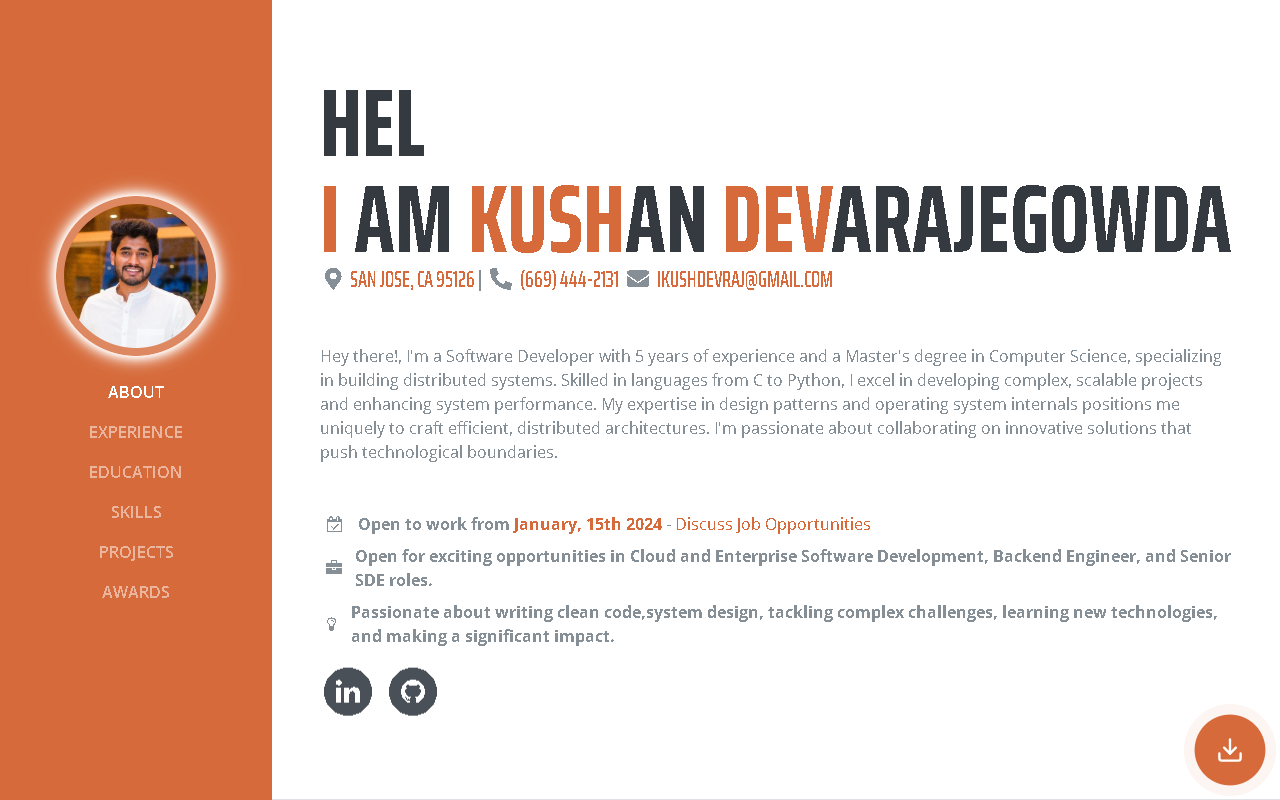 ABOUT
EXPERIENCE
EDUCATION
SKILLS
PROJECTS
AWARDS
HEL
I AM KUSHAN DEVARAJEGOWDA
SAN JOSE, CA 95126 | (669) 444-2131 IKUSHDEVRAJ@GMAIL.COM
Hey there!, I'm a Software Developer with 5 years of experience and a Master's degree in Computer Science, specializing
in building distributed systems. Skilled in languages from C to Python, I excel in developing complex, scalable projects
and enhancing system performance. My expertise in design patterns and operating system internals positions me
uniquely to craft efficient, distributed architectures. I'm passionate about collaborating on innovative solutions that
push technological boundaries.
Open to work from January, 15th 2024 - Discuss Job Opportunities
Open for exciting opportunities in Cloud and Enterprise Software Development, Backend Engineer, and Senior
SDE roles.
Passionate about writing clean code,system design, tackling complex challenges, learning new technologies,
and making a significant impact.
in